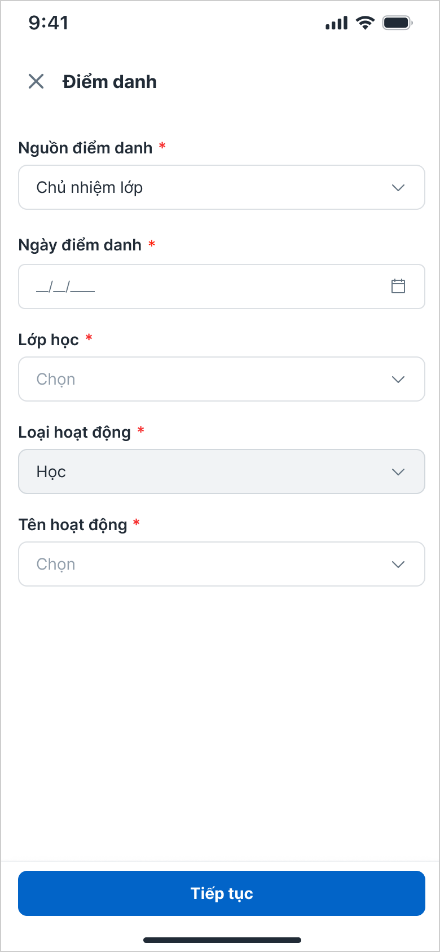 9:41
Điểm danh
Nguồn điểm danh *
Chủ nhiệm lớp
Ngày điểm danh *
__/__/____
Lớp học *
Chọn
Loại hoạt động *
Học
Tên hoạt động *
Chọn
Tiếp tục